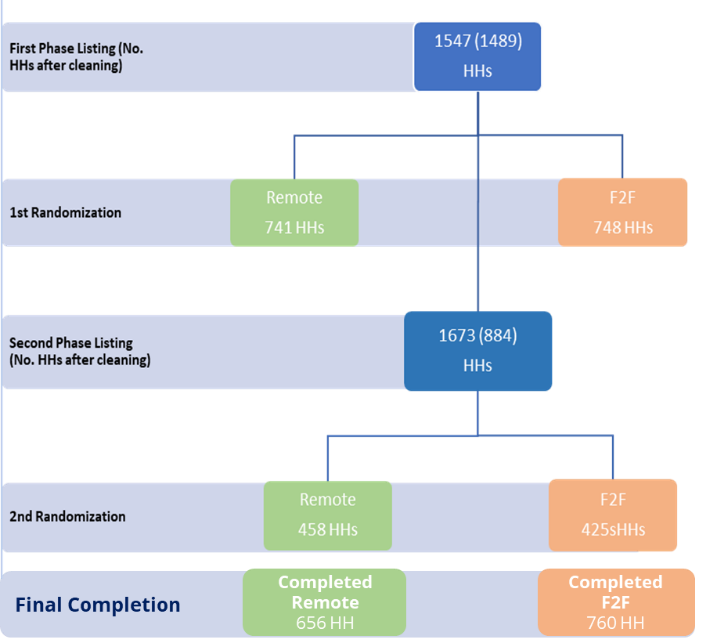 First Phase Listing (No.
HHs after cleaning)
1547 (1489)
HHs
1st Randomization
Remote
741 HHs
F2F
748 HHs
Second Phase Listing
(No. HHs after cleaning)
1673 (884)
HHs
2nd Randomization
Remote
458 HHs
F2F
425sHHs
Final Completion
Completed
Remote
656 HH
Completed
F2F
760 HH